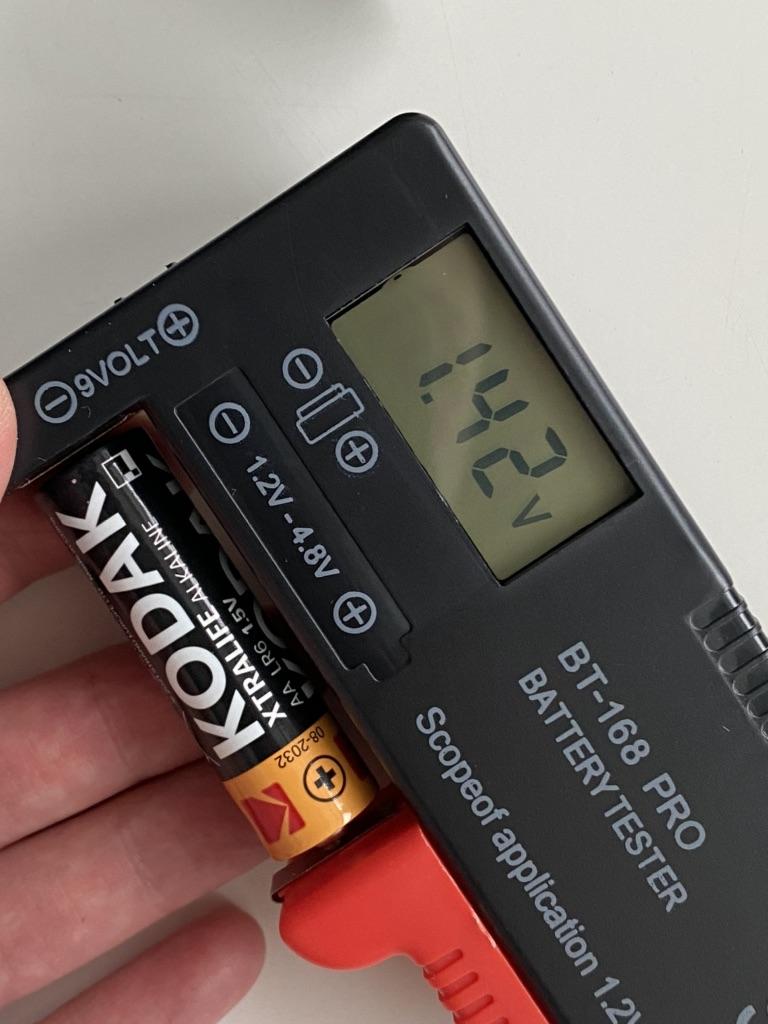 ⊖9VOLT⊕
⊖
⊕
⊖ 1.2V-4.8V ⊕
1.42 V
BT-168 PRO
BATTERY TESTER
Scopeof application 1.2V
KODAK
XTRALIFE ALKALINE
AA LR6 1.5V
08-2032
+